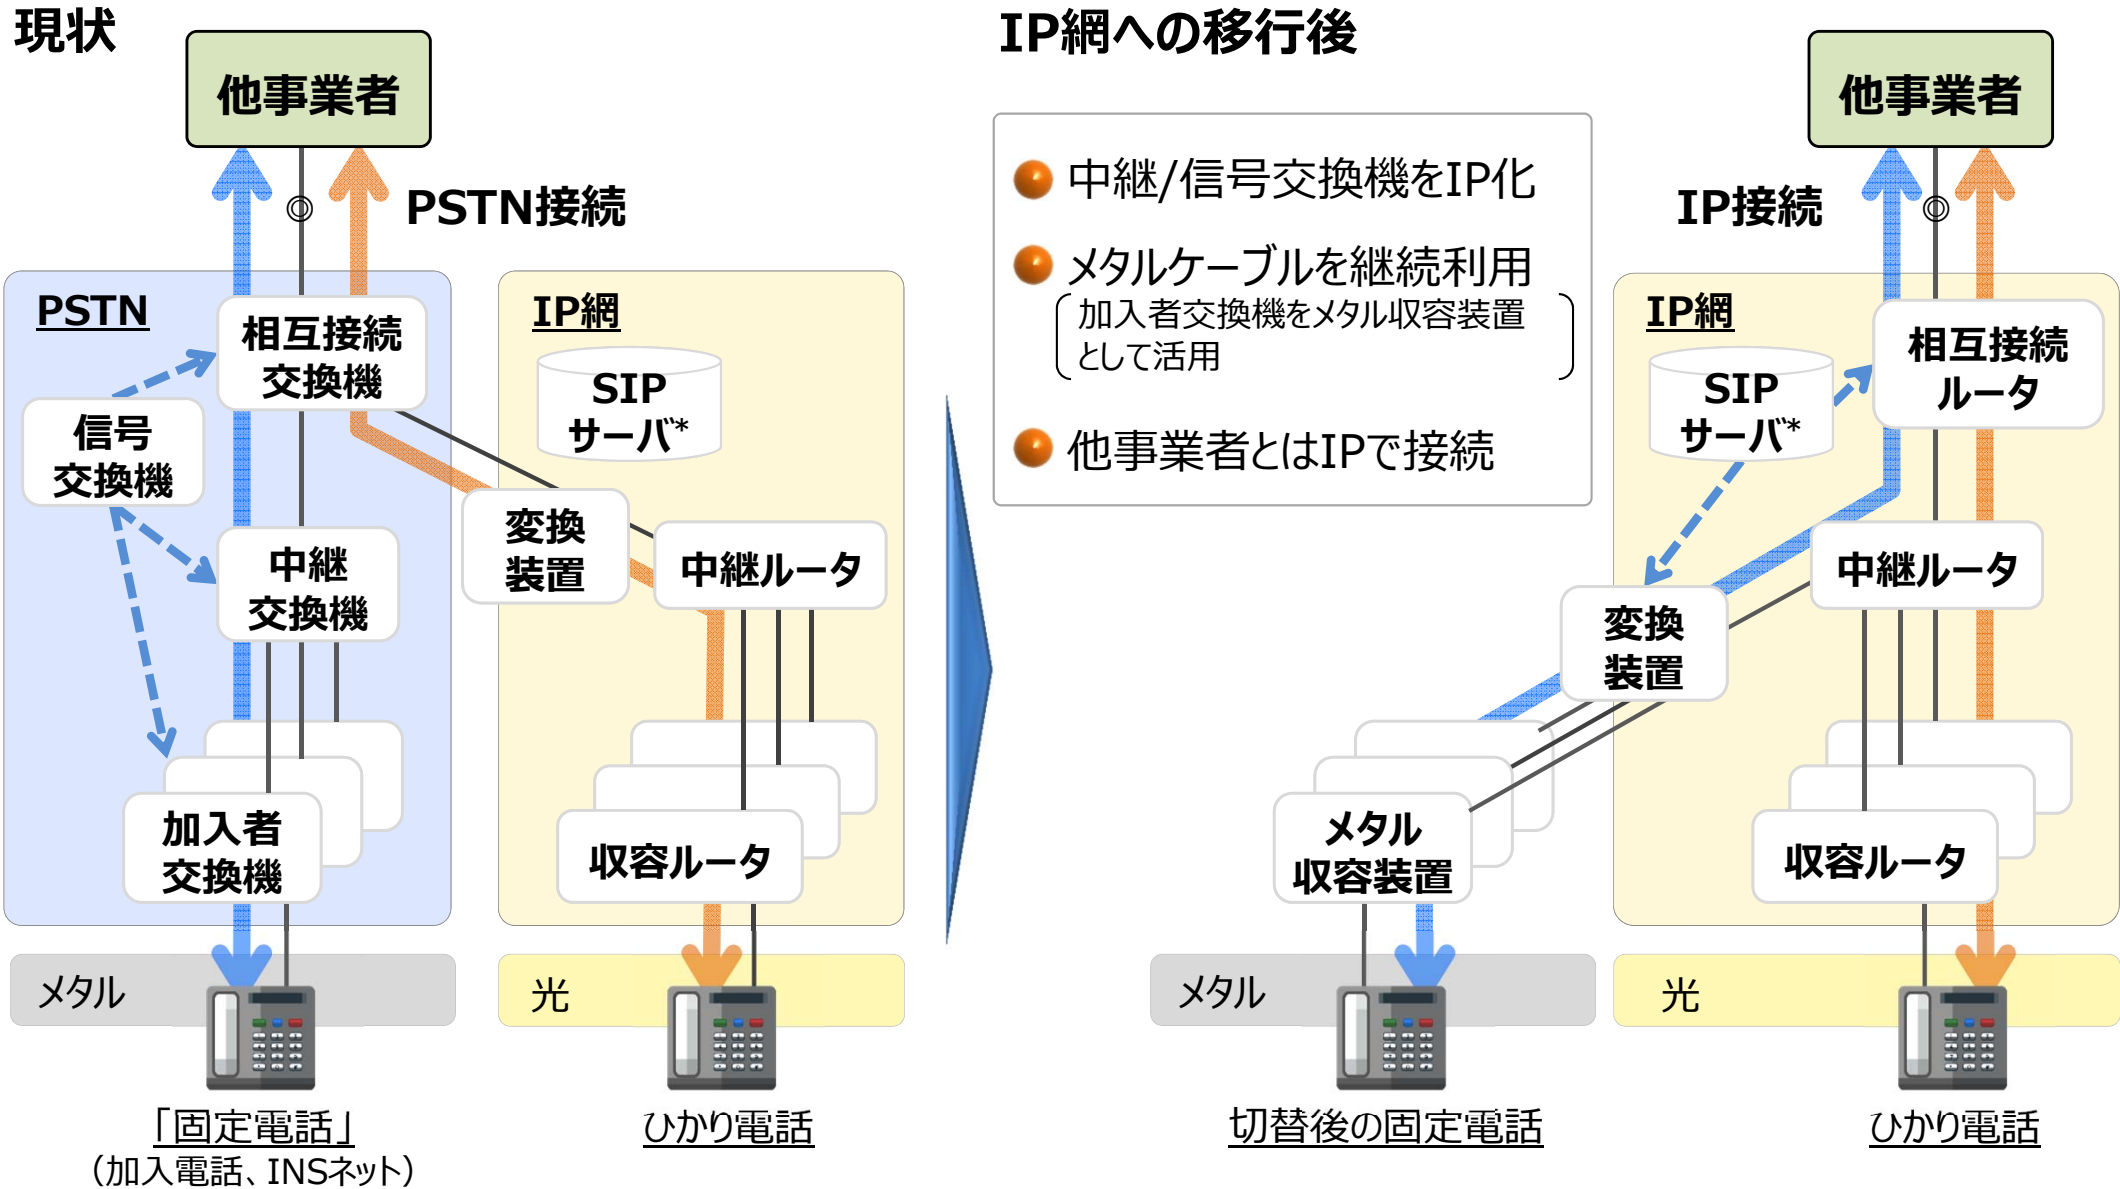 現状
他事業者
PSTN接続
PSTN
相互接続
交換機
信号
交換機
中継
交換機
加入者
交換機
IP網
SIP
サーバ*
変換
装置
中継ルータ
収容ルータ
メタル
光
「固定電話」
（加入電話、INSネット）
ひかり電話
IP網への移行後
中継/信号交換機をIP化
メタルケーブルを継続利用
加入者交換機をメタル収容装置
として活用
他事業者とはIPで接続
他事業者
IP接続
IP網
相互接続
ルータ
SIP
サーバ*
中継ルータ
変換
装置
メタル
収容装置
収容ルータ
メタル
光
切替後の固定電話
ひかり電話